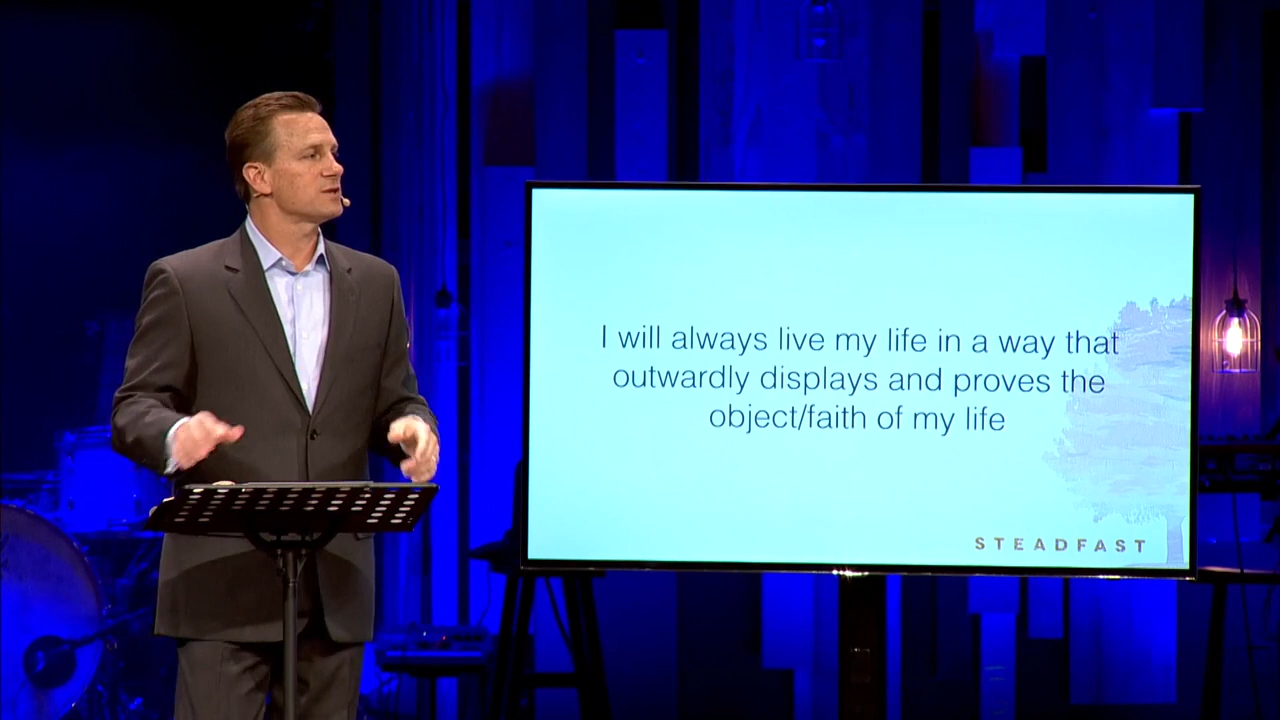 I will always live my life in a way that
outwardly displays and proves the
object/faith of my life
STEADFAST